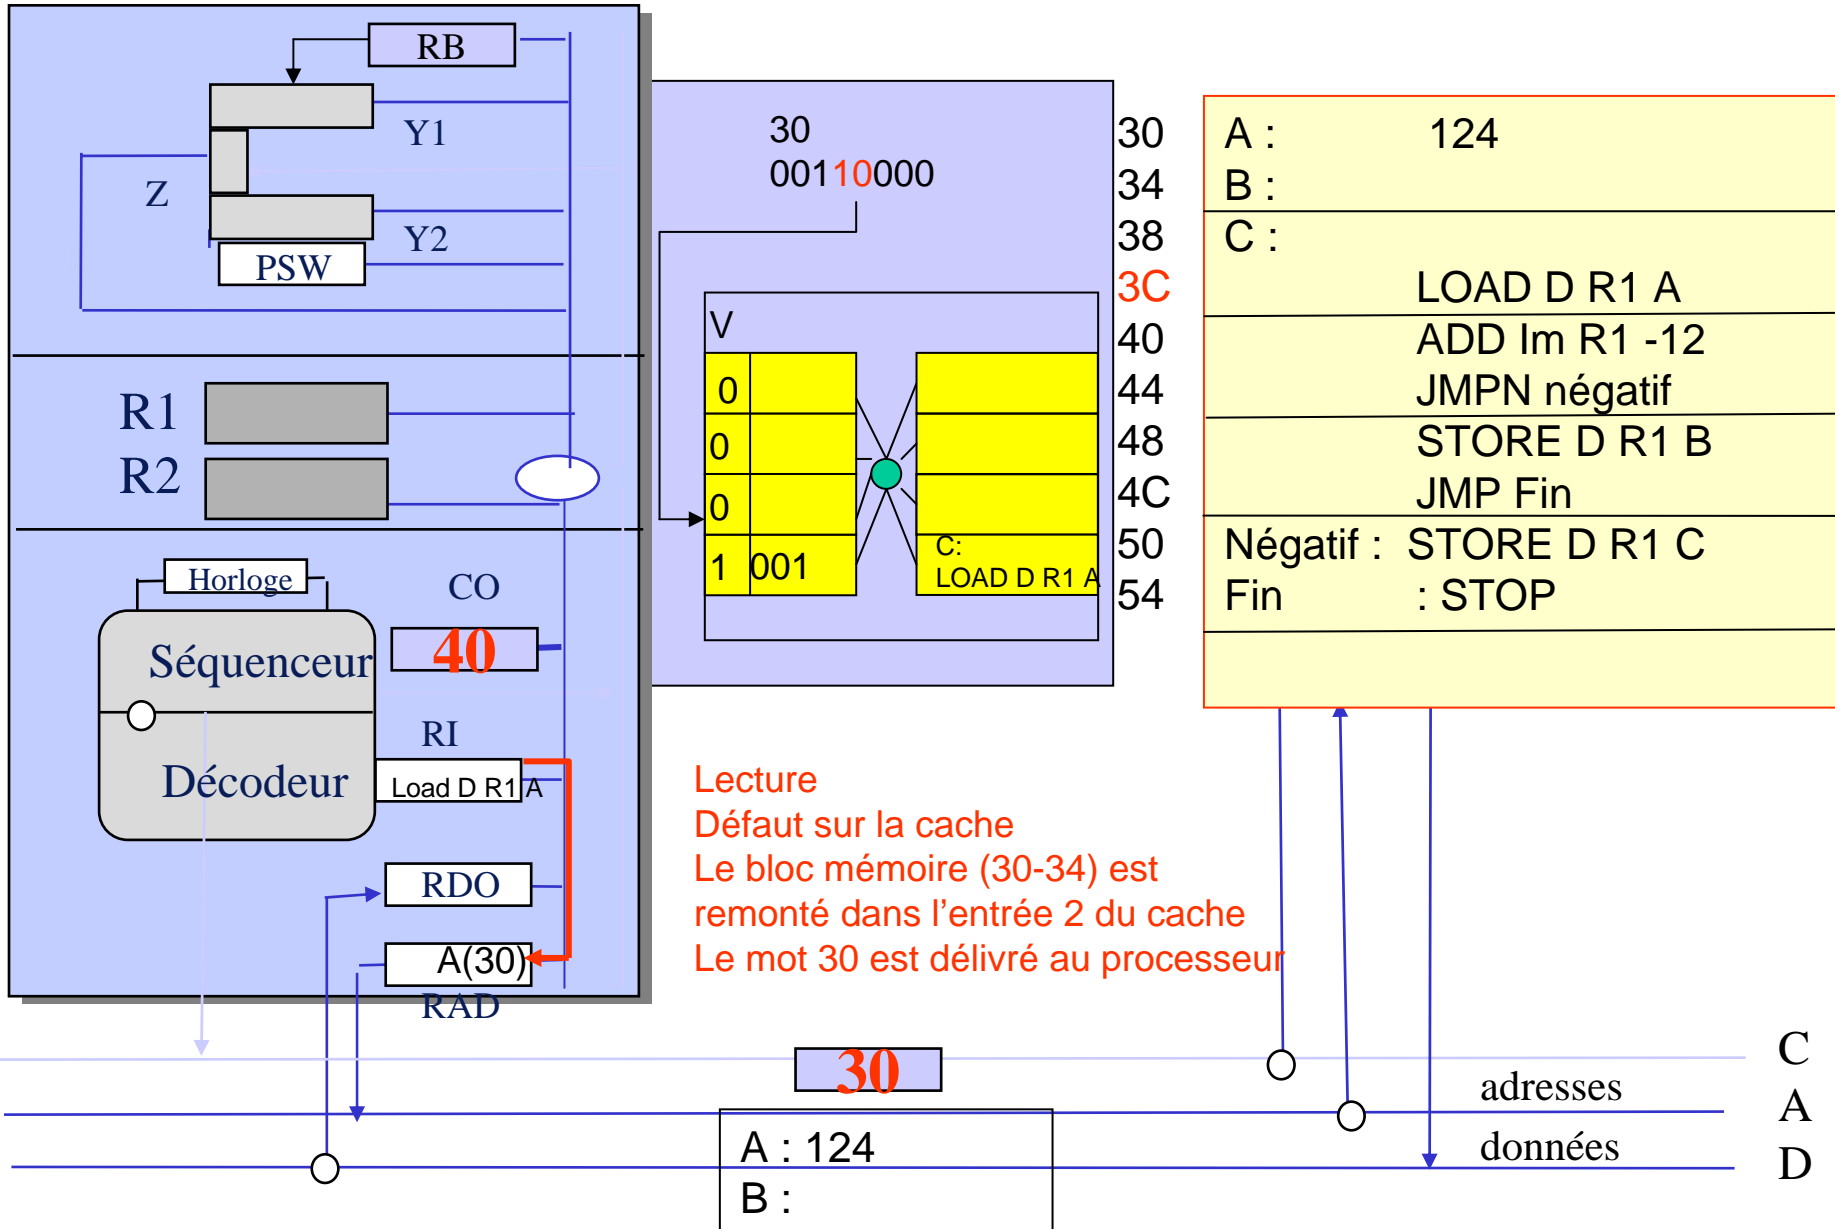 RB
Y1
Z
Y2
PSW
R1
R2
Horloge
CO
Séquenceur
40
RI
Décodeur
Load D R1 A
RDO
A(30)
RAD
30
00110000
V
0
0
0
1 001
C:
LOAD D R1 A
30 A : 124
34 B :
38 C :
3C LOAD D R1 A
40 ADD Im R1 -12
44 JMPN négatif
48 STORE D R1 B
4C JMP Fin
50 Négatif : STORE D R1 C
54 Fin : STOP
Lecture
Défaut sur la cache
Le bloc mémoire (30-34) est
remonté dans l'entrée 2 du cache
Le mot 30 est délivré au processeur
30
C
adresses
A
A : 124
données
D
B :